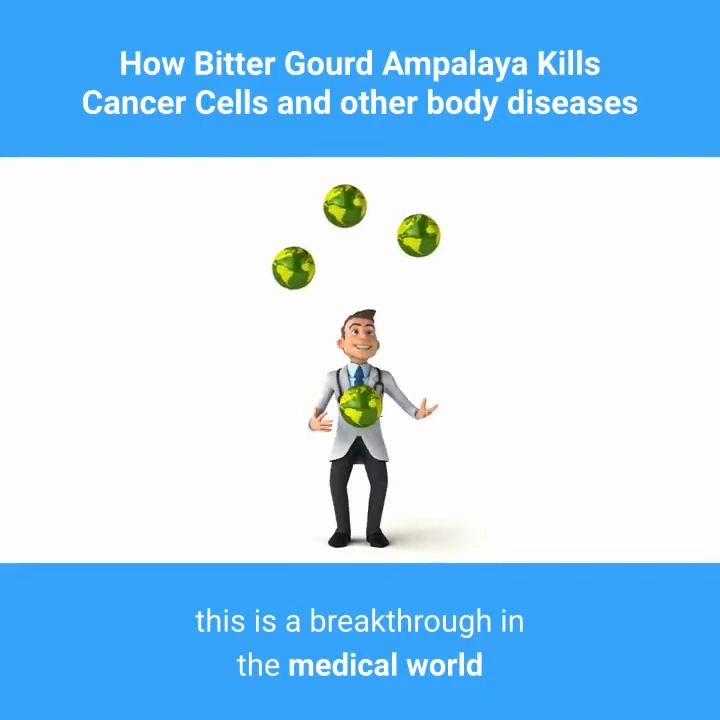 How Bitter Gourd Ampalaya Kills
Cancer Cells and other body diseases
this is a breakthrough in
the medical world